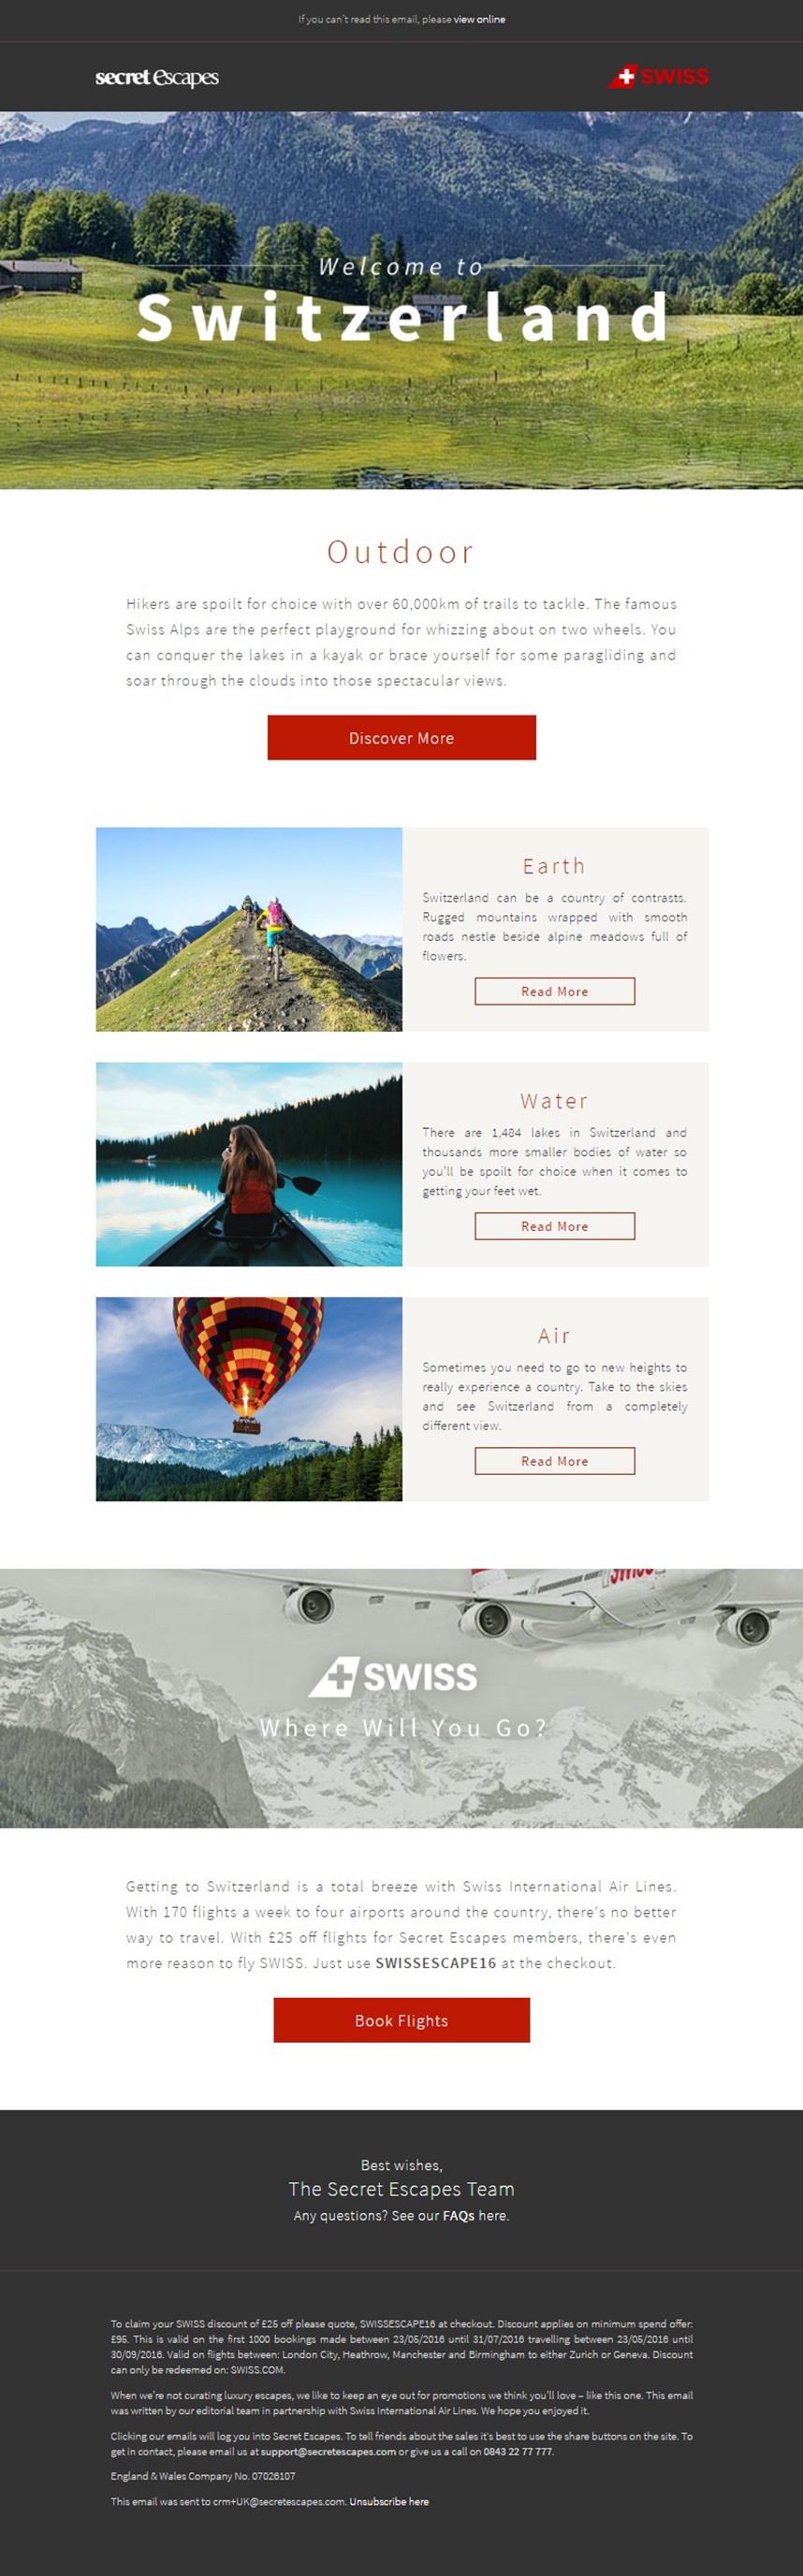 If you can't read this email, please view online
secret escapes
SWISS
Welcome to
Switzerland
Outdoor
Hikers are spoilt for choice with over 60,000km of trails to tackle. The famous
Swiss Alps are the perfect playground for whizzing about on two wheels. You
can conquer the lakes in a kayak or brace yourself for some paragliding and
soar through the clouds into those spectacular views.
Discover More
Earth
Switzerland can be a country of contrasts.
Rugged mountains wrapped with smooth
roads nestle beside alpine meadows full of
flowers.
Read More
Water
There are 1,484 lakes in Switzerland and
thousands more smaller bodies of water so
you'll be spoilt for choice when it comes to
getting your feet wet.
Read More
Air
Sometimes you need to go to new heights to
really experience a country. Take to the skies
and see Switzerland from a completely
different view.
Read More
SWISS
Where Will You Go?
Getting to Switzerland is a total breeze with Swiss International Air Lines.
With 170 flights a week to four airports around the country, there's no better
way to travel. With £25 off flights for Secret Escapes members, there's even
more reason to fly SWISS. Just use SWISSESCAPE16 at the checkout.
Book Flights
Best wishes,
The Secret Escapes Team
Any questions? See our FAQs here.
To claim your SWISS discount of £25 off please quote, SWISSESCAPE16 at checkout. Discount applies on minimum spend offer:
£95. This is valid on the first 1000 bookings made between 23/05/2016 until 31/07/2016 travelling between 23/05/2016 until
30/09/2016. Valid on flights between: London City, Heathrow, Manchester and Birmingham to either Zurich or Geneva. Discount
can only be redeemed on: SWISS.COM.
When we're not curating luxury escapes, we like to keep an eye out for promotions we think you'll love – like this one. This email
was written by our editorial team in partnership with Swiss International Air Lines. We hope you enjoyed it.
Clicking our emails will log you into Secret Escapes. To tell friends about the sales it's best to use the share buttons on the site. To
get in contact, please email us at support@secretescapes.com or give us a call on 0843 22 77 777.
England & Wales Company No. 07026107
This email was sent to crm+UK@secretescapes.com. Unsubscribe here